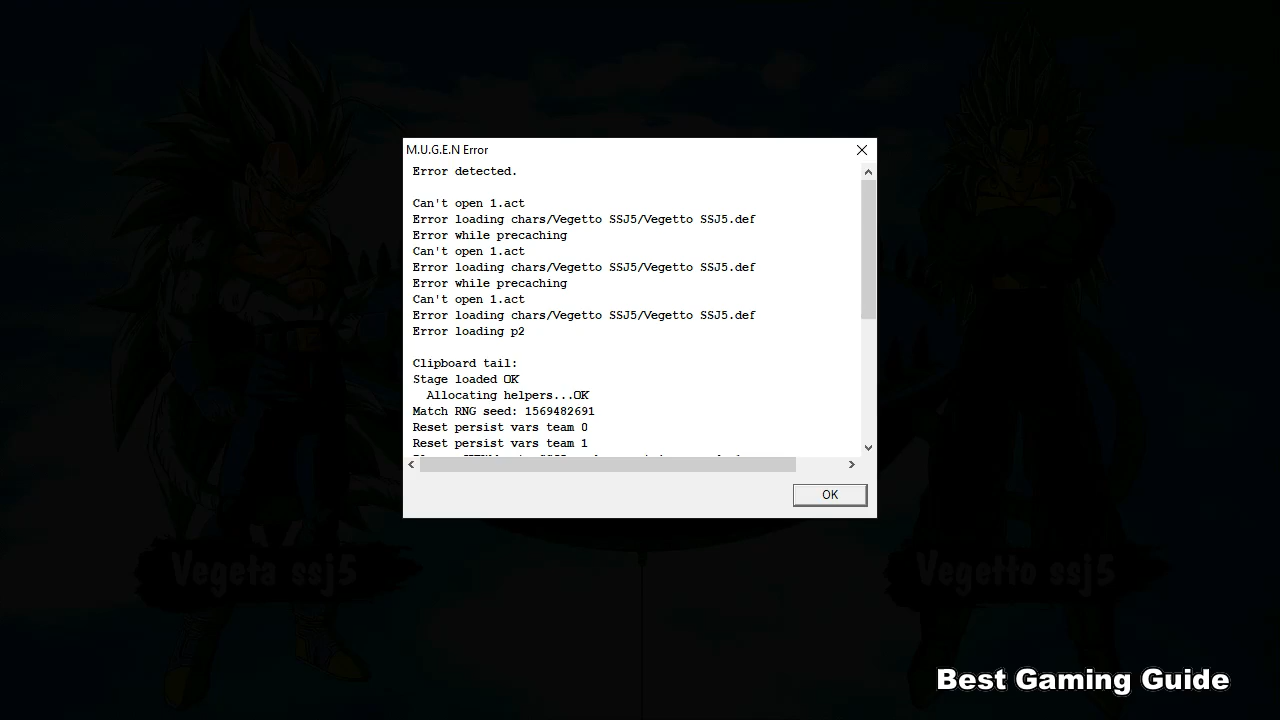 M.U.G.E.N Error
Error detected.
Can't open 1.act
Error loading chars/Vegetto SSJ5/Vegetto SSJ5.def
Error while precaching
Can't open 1.act
Error loading chars/Vegetto SSJ5/Vegetto SSJ5.def
Error while precaching
Can't open 1.act
Error loading chars/Vegetto SSJ5/Vegetto SSJ5.def
Error loading p2
Clipboard tail:
Stage loaded OK
Allocating helpers...OK
Match RNG seed: 1569482691
Reset persist vars team 0
Reset persist vars team 1
OK
Vegeta ssj5
Vegetto ssj5
Best Gaming Guide